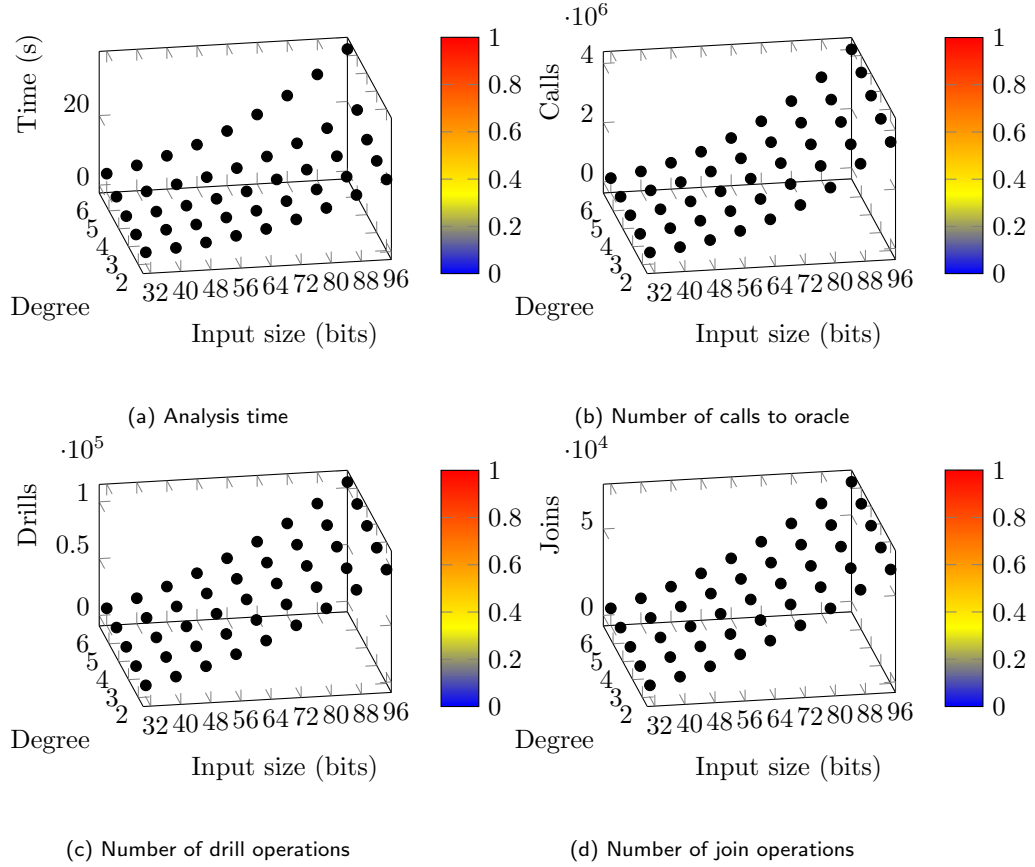 Time (s)
20
0
6
5
4
3
2
Degree
32 40 48 56 64 72 80 88 96
Input size (bits)
1
0.8
0.6
0.4
0.2
0
(a) Analysis time
·10^6
Calls
4
2
0
6
5
4
3
2
Degree
32 40 48 56 64 72 80 88 96
Input size (bits)
1
0.8
0.6
0.4
0.2
0
(b) Number of calls to oracle
·10^5
Drills
1
0.5
0
6
5
4
3
2
Degree
32 40 48 56 64 72 80 88 96
Input size (bits)
1
0.8
0.6
0.4
0.2
0
(c) Number of drill operations
·10^4
Joins
5
0
6
5
4
3
2
Degree
32 40 48 56 64 72 80 88 96
Input size (bits)
1
0.8
0.6
0.4
0.2
0
(d) Number of join operations